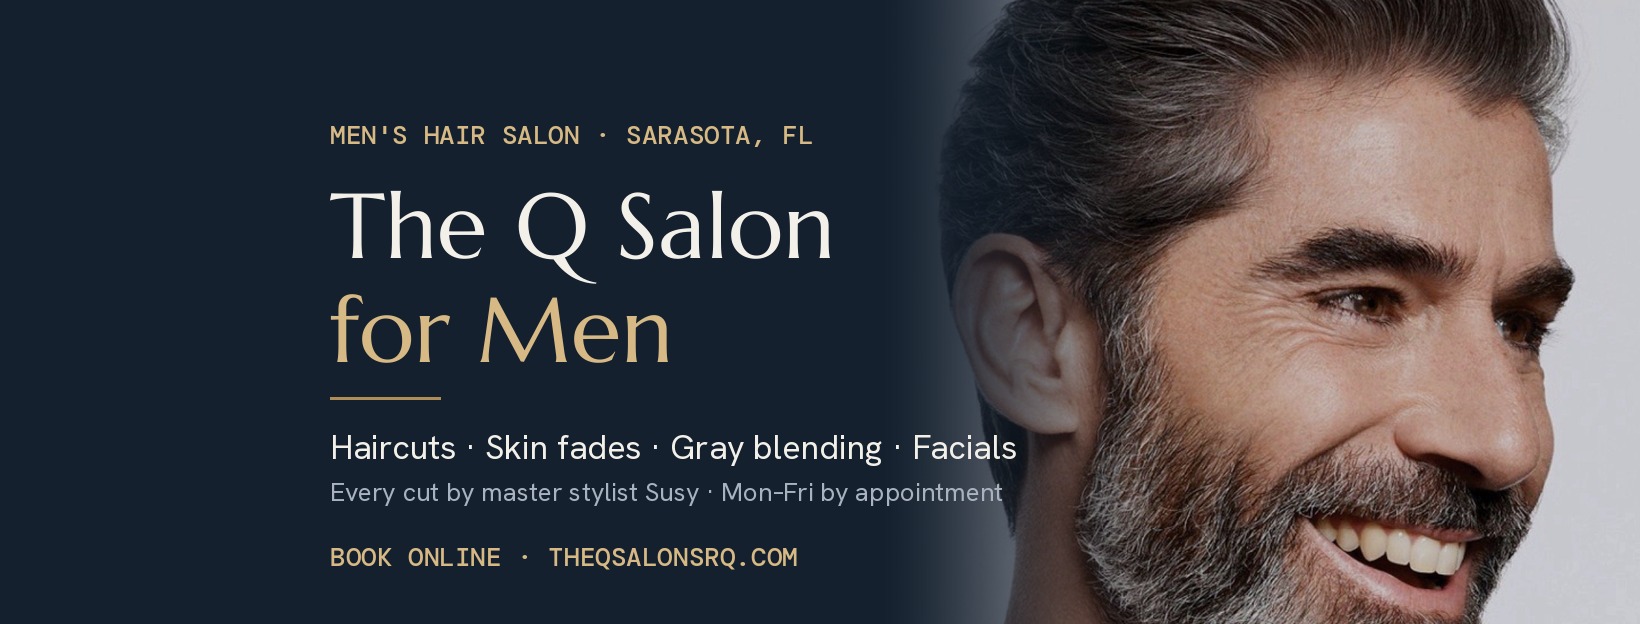 MEN'S HAIR SALON · SARASOTA, FL
The Q Salon
for Men
Haircuts · Skin fades · Gray blending · Facials
Every cut by master stylist Susy · Mon–Fri by appointment
BOOK ONLINE · THEQSALONSRQ.COM